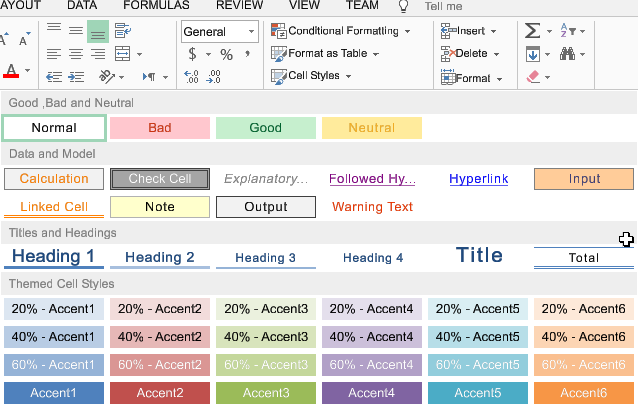 AYOUT DATA FORMULAS REVIEW VIEW TEAM Tell me
A A General Conditional Formatting Insert Σ A Z
$ % , Format as Table Delete
A ab ¶ ←.0 .00 .00 →.0 Cell Styles Format
Good ,Bad and Neutral
Normal Bad Good Neutral
Data and Model
Calculation Check Cell Explanatory... Followed Hy... Hyperlink Input
Linked Cell Note Output Warning Text
Titles and Headings
Heading 1 Heading 2 Heading 3 Heading 4 Title Total
Themed Cell Styles
20% - Accent1 20% - Accent2 20% - Accent3 20% - Accent4 20% - Accent5 20% - Accent6
40% - Accent1 40% - Accent2 40% - Accent3 40% - Accent4 40% - Accent5 40% - Accent6
60% - Accent1 60% - Accent2 60% - Accent3 60% - Accent4 60% - Accent5 60% - Accent6
Accent1 Accent2 Accent3 Accent4 Accent5 Accent6